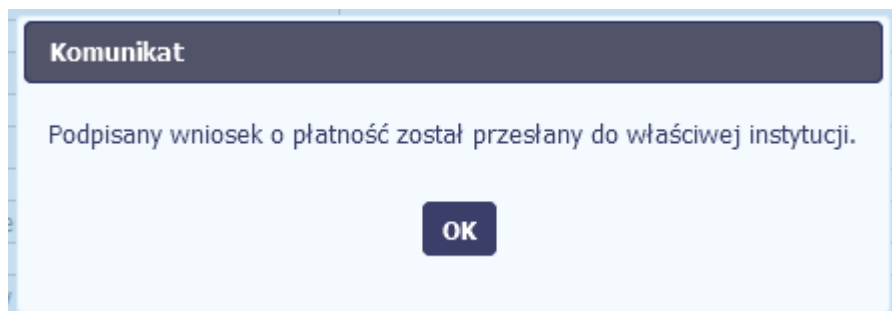 Komunikat
Podpisany wniosek o płatność został przesłany do właściwej instytucji.
OK